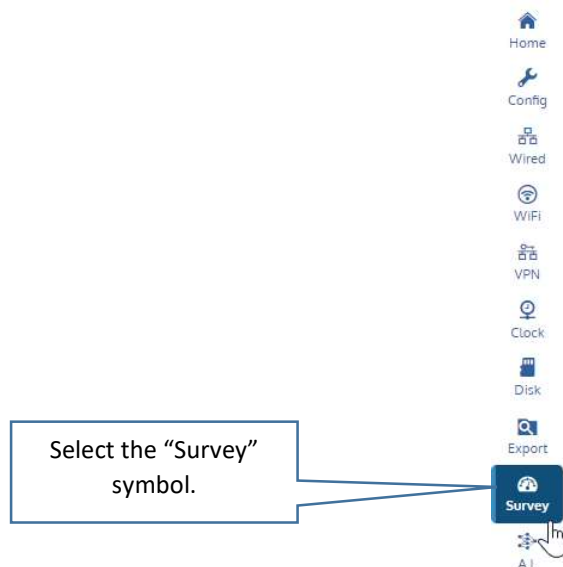 Home
Config
Wired
WiFi
VPN
Clock
Disk
Export
Select the “Survey”
symbol.
Survey
A.I.